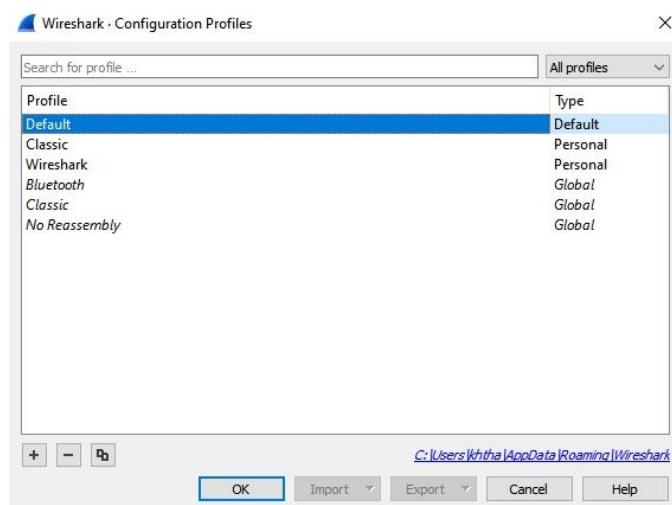 Wireshark · Configuration Profiles
Search for profile ... All profiles
Profile Type
Default Default
Classic Personal
Wireshark Personal
Bluetooth Global
Classic Global
No Reassembly Global
C:\Users\khtha\AppData\Roaming\Wireshark
OK Import Export Cancel Help